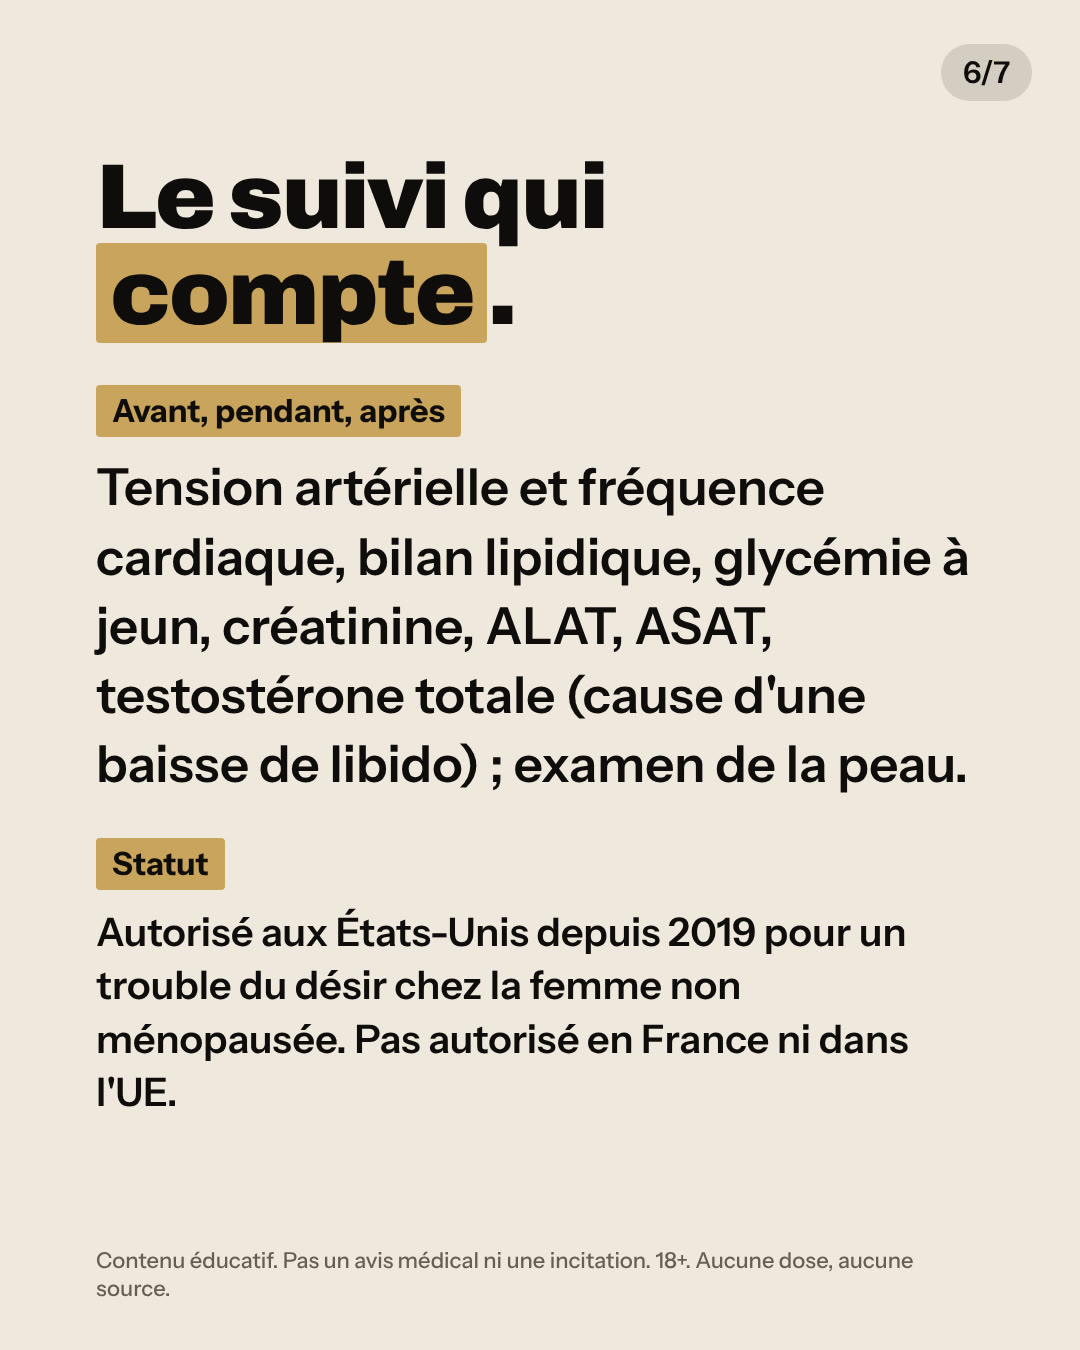 6/7
Le suivi qui
compte.
Avant, pendant, après
Tension artérielle et fréquence
cardiaque, bilan lipidique, glycémie à
jeun, créatinine, ALAT, ASAT,
testostérone totale (cause d'une
baisse de libido) ; examen de la peau.
Statut
Autorisé aux États-Unis depuis 2019 pour un
trouble du désir chez la femme non
ménopausée. Pas autorisé en France ni dans
l'UE.
Contenu éducatif. Pas un avis médical ni une incitation. 18+. Aucune dose, aucune
source.